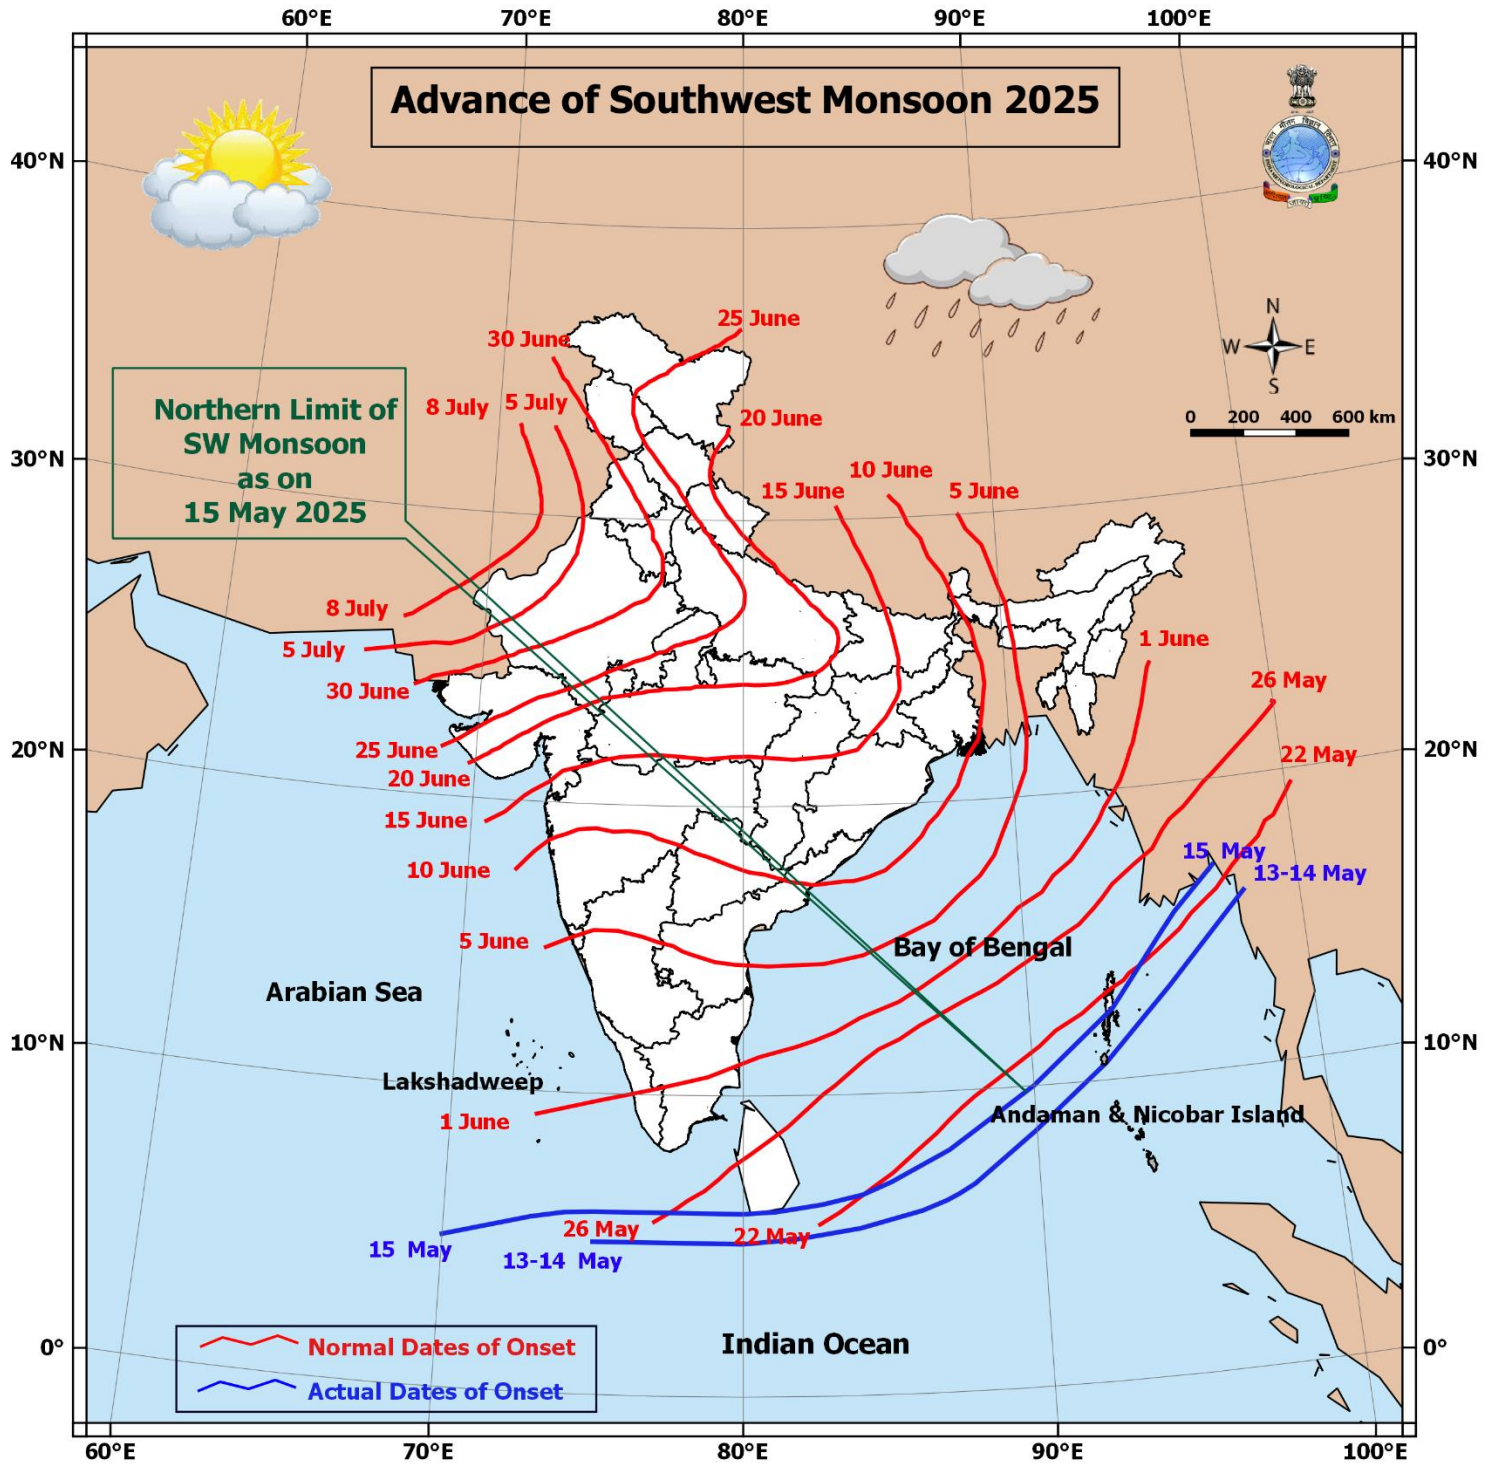 60°E 70°E 80°E 90°E 100°E
Advance of Southwest Monsoon 2025
40°N 40°N
N
W E
S
25 June
30 June
0 200 400 600 km
8 July 5 July
20 June
Northern Limit of
SW Monsoon
as on
15 May 2025
30°N 30°N
10 June
15 June 5 June
8 July
1 June
5 July
26 May
30 June
20°N 20°N
25 June
22 May
20 June
15 June
15 May
10 June
13-14 May
5 June
Bay of Bengal
Arabian Sea
10°N 10°N
Lakshadweep
Andaman & Nicobar Island
1 June
26 May
22 May
15 May
13-14 May
Indian Ocean
0° 0°
Normal Dates of Onset
Actual Dates of Onset
60°E 70°E 80°E 90°E 100°E